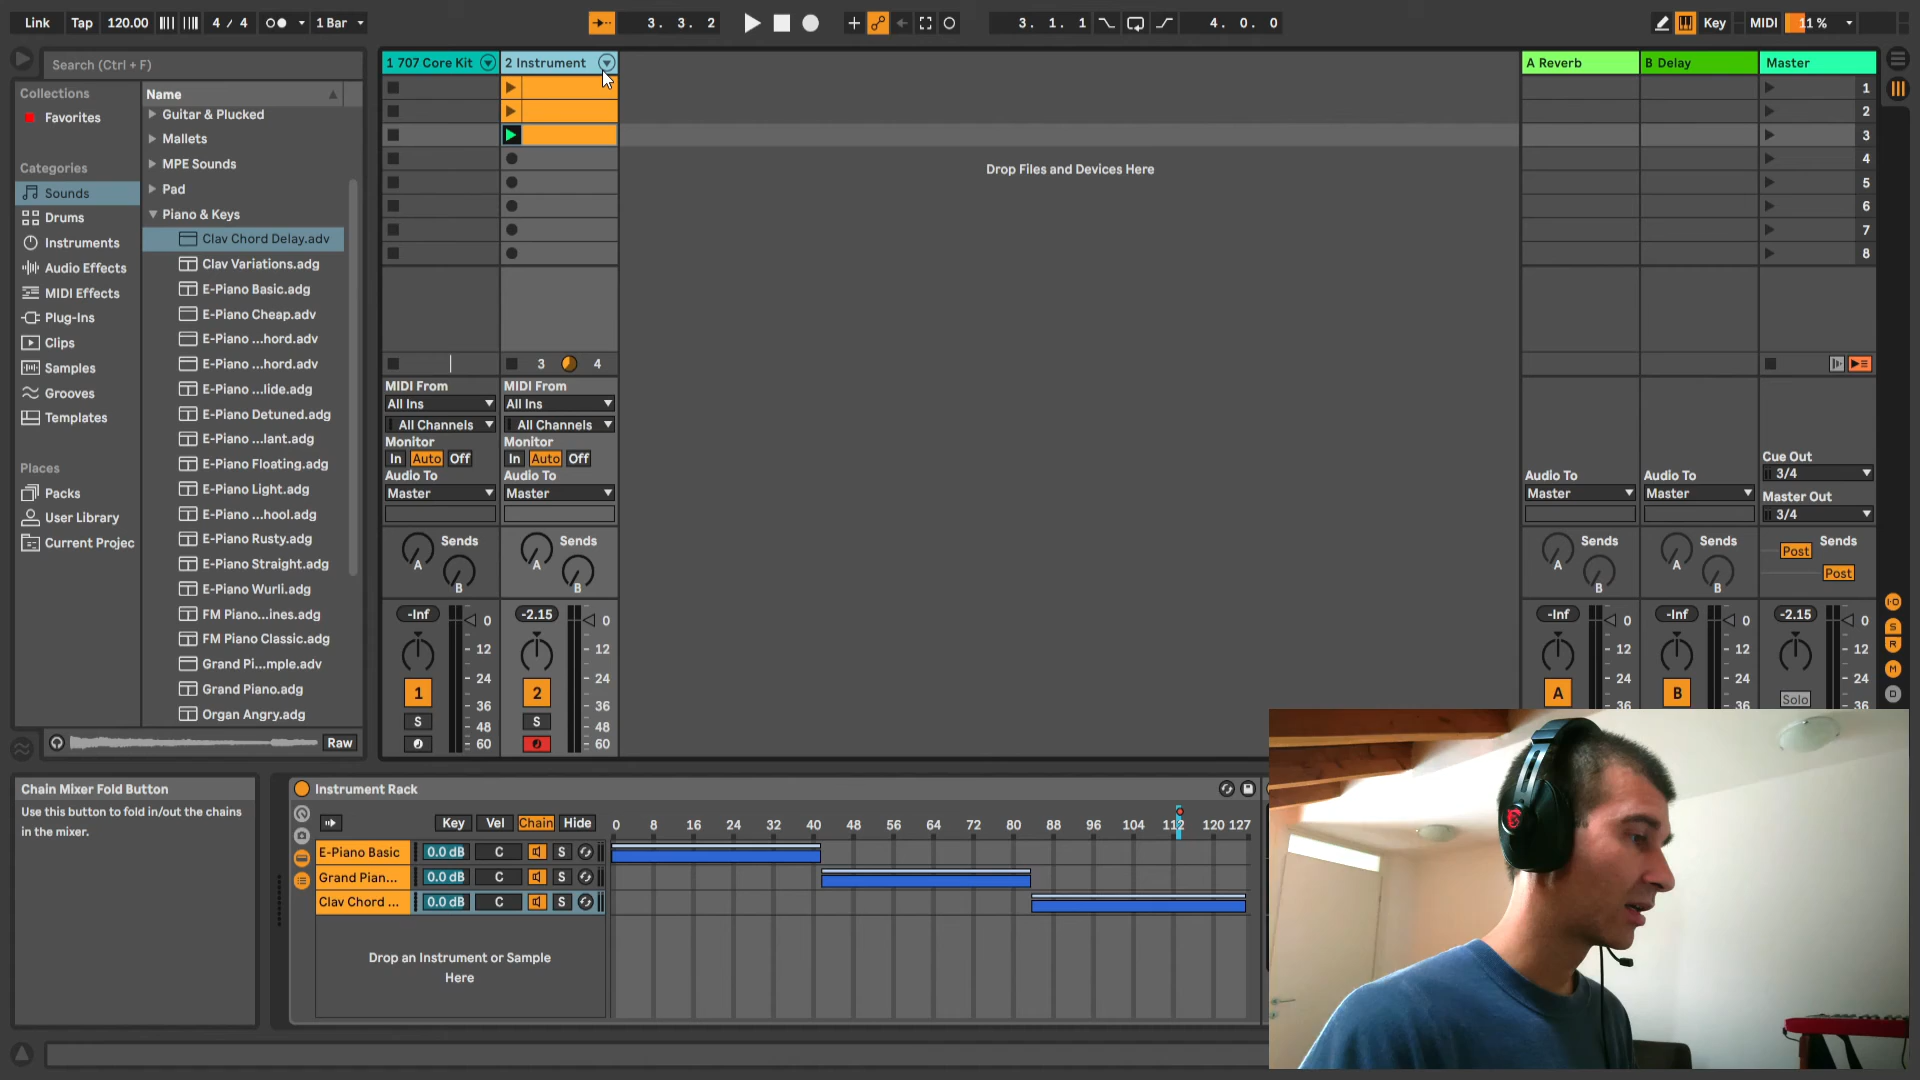 Link Tap 120.00 4 / 4 1 Bar 3. 3. 2 3. 1. 1 4. 0. 0 Key MIDI 11 %
Search (Ctrl + F)
Collections
Favorites
Categories
Sounds
Drums
Instruments
Audio Effects
MIDI Effects
Plug-Ins
Clips
Samples
Grooves
Templates
Places
Packs
User Library
Current Projec
Name
Guitar & Plucked
Mallets
MPE Sounds
Pad
Piano & Keys
Clav Chord Delay.adv
Clav Variations.adg
E-Piano Basic.adg
E-Piano Cheap.adv
E-Piano ...hord.adv
E-Piano ...hord.adv
E-Piano ...lide.adg
E-Piano Detuned.adg
E-Piano ...lant.adg
E-Piano Floating.adg
E-Piano Light.adg
E-Piano ...hool.adg
E-Piano Rusty.adg
E-Piano Straight.adg
E-Piano Wurli.adg
FM Piano...ines.adg
FM Piano Classic.adg
Grand Pi...mple.adv
Grand Piano.adg
Organ Angry.adg
Raw
1 707 Core Kit 2 Instrument A Reverb B Delay Master
Drop Files and Devices Here
1
2
3
4
5
6
7
8
3 4
MIDI From MIDI From
All Ins All Ins
All Channels All Channels
Monitor Monitor
In Auto Off In Auto Off
Audio To Audio To
Master Master
Audio To Audio To
Master Master
Cue Out
3/4
Master Out
3/4
Sends Sends Sends Sends Sends
A B A B A B A B Post Post
-Inf -2.15 -Inf -Inf -2.15
0 0 0 0 0
12 12 12 12 12
24 24 24 24 24
36 36 36 36 36
48 48
60 60
1 2 A B Solo
S S
I·O
S
R
M
D
Chain Mixer Fold Button
Use this button to fold in/out the chains
in the mixer.
Instrument Rack
Key Vel Chain Hide 0 8 16 24 32 40 48 56 64 72 80 88 96 104 112 120 127
E-Piano Basic 0.0 dB C S
Grand Pian... 0.0 dB C S
Clav Chord ... 0.0 dB C S
Drop an Instrument or Sample
Here